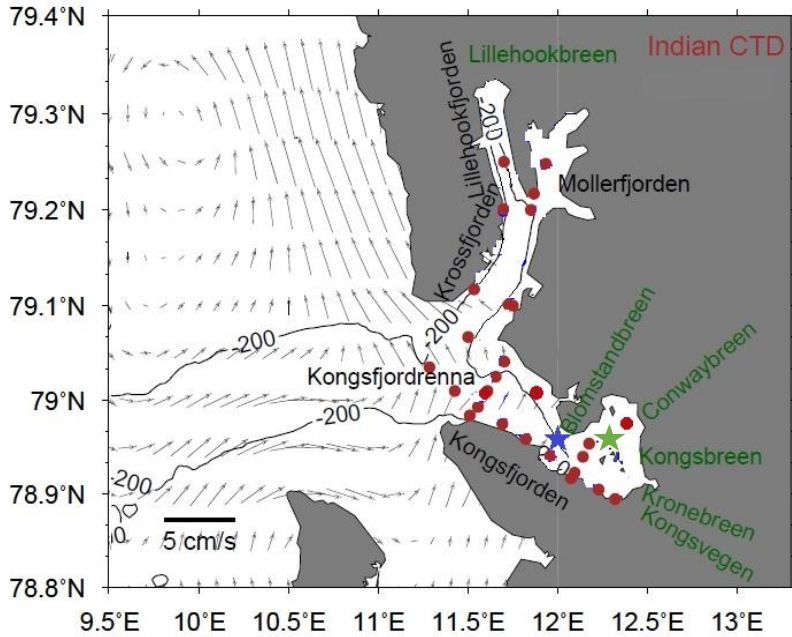 79.4°N
79.3°N
79.2°N
79.1°N
79°N
78.9°N
78.8°N
Lillehookbreen
Indian CTD
-200
Lillehookfjorden
Mollerfjorden
Krossfjorden
-200
-200
Kongsfjordrenna
-200
Blomstandbreen
Conwaybreen
Kongsfjorden
Kongsbreen
-200
Kronebreen
Kongsvegen
5 cm/s
9.5°E
10°E
10.5°E
11°E
11.5°E
12°E
12.5°E
13°E